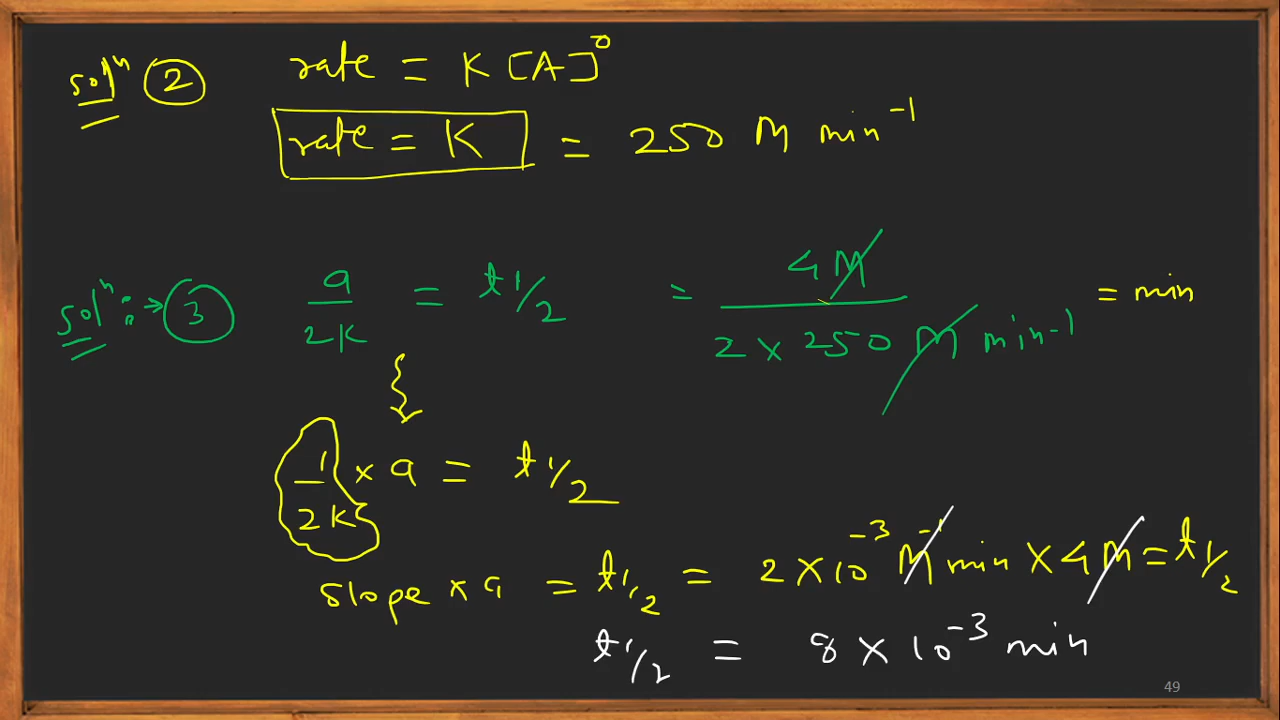 solⁿ ② rate = K [A]⁰
rate = K = 250 M min⁻¹
solⁿ :→ ③ a/2K = t1/2 = 4M / 2 × 250 M min-1 = min
1/2K × a = t1/2
slope × a = t1/2 = 2 × 10⁻³ M⁻¹ min × 4M = t1/2
t1/2 = 8 × 10⁻³ min
49